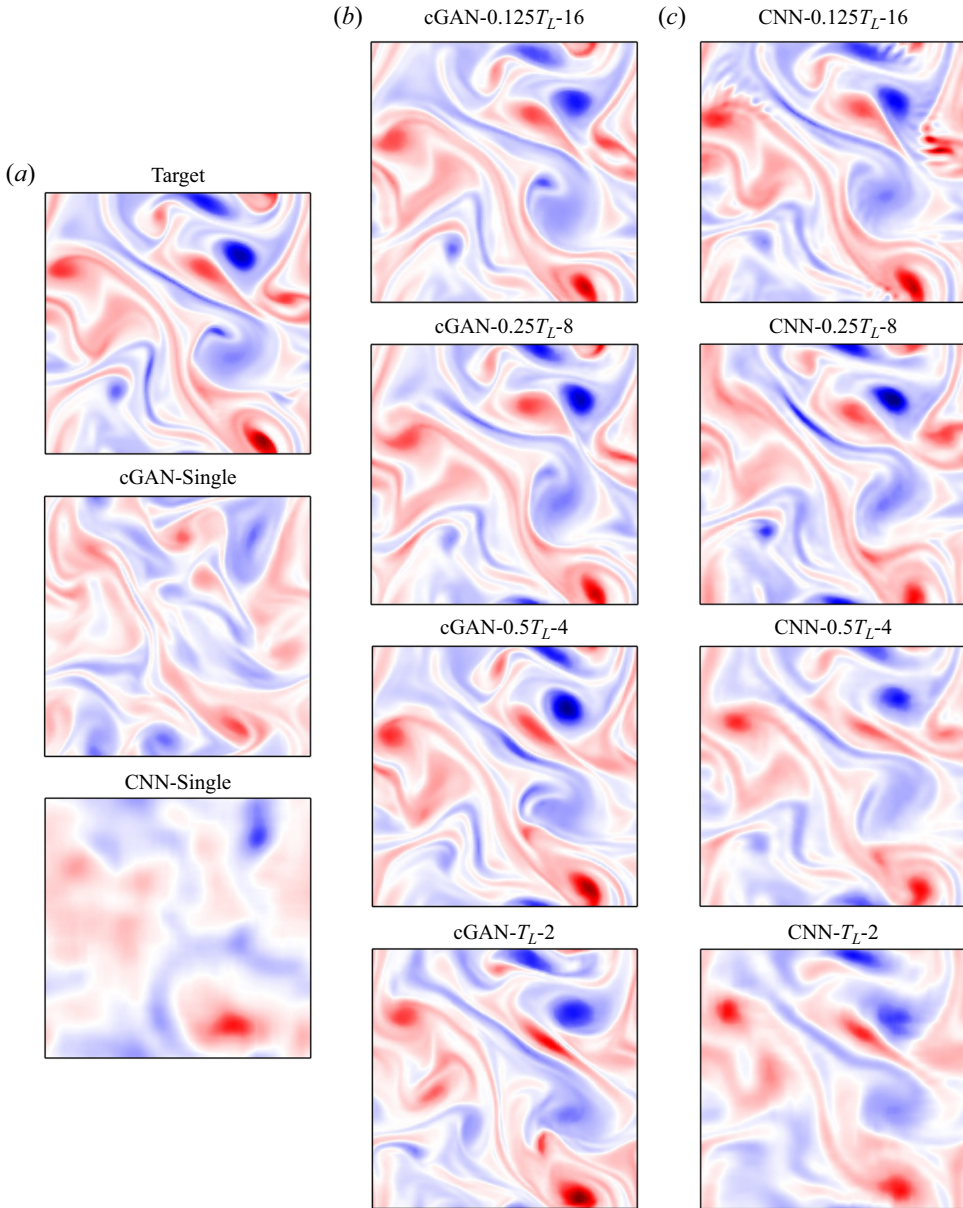 (a)
Target
cGAN-Single
CNN-Single
(b)
cGAN-0.125T_L-16
cGAN-0.25T_L-8
cGAN-0.5T_L-4
cGAN-T_L-2
(c)
CNN-0.125T_L-16
CNN-0.25T_L-8
CNN-0.5T_L-4
CNN-T_L-2